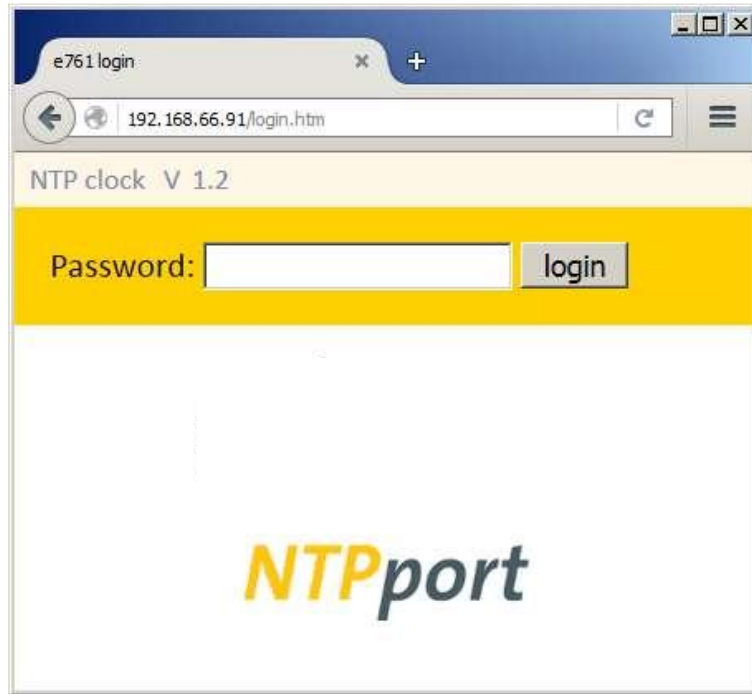 e761 login
192.168.66.91/login.htm
NTP clock V 1.2
Password: login
NTPport